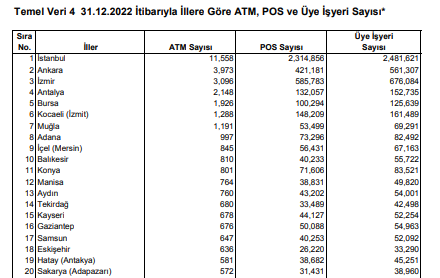 Temel Veri 4 31.12.2022 İtibarıyla İllere Göre ATM, POS ve Üye İşyeri Sayısı*
Sıra No. İller ATM Sayısı POS Sayısı Üye İşyeri Sayısı
1 İstanbul 11,558 2,314,856 2,481,621
2 Ankara 3,973 421,181 561,307
3 İzmir 3,096 585,783 676,084
4 Antalya 2,148 132,057 152,735
5 Bursa 1,926 100,294 125,639
6 Kocaeli (İzmit) 1,288 148,209 161,489
7 Muğla 1,191 53,499 69,291
8 Adana 997 73,296 82,492
9 İçel (Mersin) 845 56,431 67,163
10 Balıkesir 810 40,233 55,722
11 Konya 801 71,606 83,521
12 Manisa 764 38,831 49,820
13 Aydın 760 43,202 54,001
14 Tekirdağ 680 33,489 42,498
15 Kayseri 678 44,127 52,254
16 Gaziantep 676 50,088 54,963
17 Samsun 647 40,253 52,092
18 Eskişehir 636 26,220 33,290
19 Hatay (Antakya) 581 38,682 45,251
20 Sakarya (Adapazarı) 572 31,431 38,960